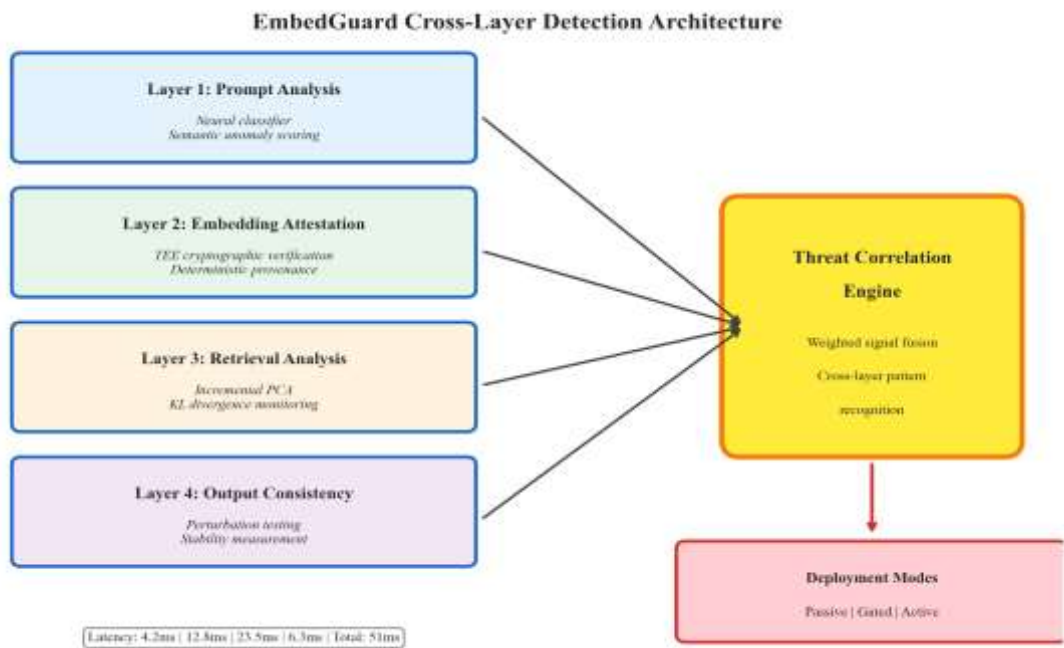 EmbedGuard Cross-Layer Detection Architecture
Layer 1: Prompt Analysis
Neural classifier
Semantic anomaly scoring
Layer 2: Embedding Attestation
TEE cryptographic verification
Deterministic provenance
Layer 3: Retrieval Analysis
Incremental PCA
KL divergence monitoring
Layer 4: Output Consistency
Perturbation testing
Stability measurement
Threat Correlation
Engine
Weighted signal fusion
Cross-layer pattern
recognition
Deployment Modes
Passive | Gated | Active
Latency: 4.2ms | 12.8ms | 23.5ms | 6.3ms | Total: 51ms